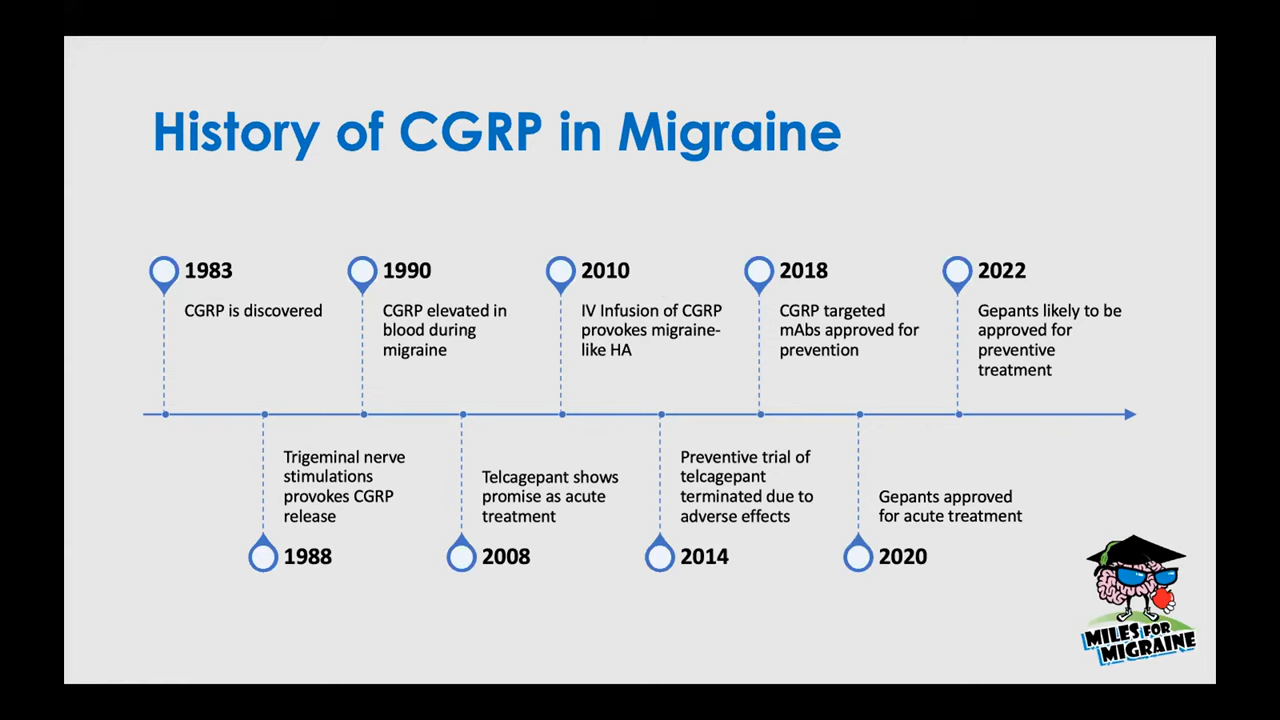 History of CGRP in Migraine
1983
CGRP is discovered
1990
CGRP elevated in
blood during
migraine
2010
IV Infusion of CGRP
provokes migraine-
like HA
2018
CGRP targeted
mAbs approved for
prevention
2022
Gepants likely to be
approved for
preventive
treatment
Trigeminal nerve
stimulations
provokes CGRP
release
1988
Telcagepant shows
promise as acute
treatment
2008
Preventive trial of
telcagepant
terminated due to
adverse effects
2014
Gepants approved
for acute treatment
2020
MILES FOR
MIGRAINE